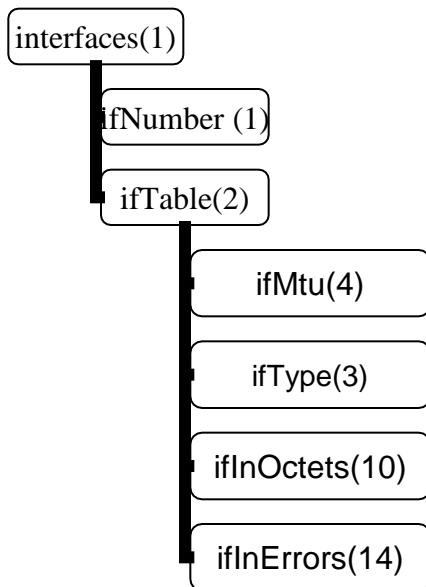 interfaces(1)
ifNumber (1)
ifTable(2)
ifMtu(4)
ifType(3)
ifInOctets(10)
ifInErrors(14)